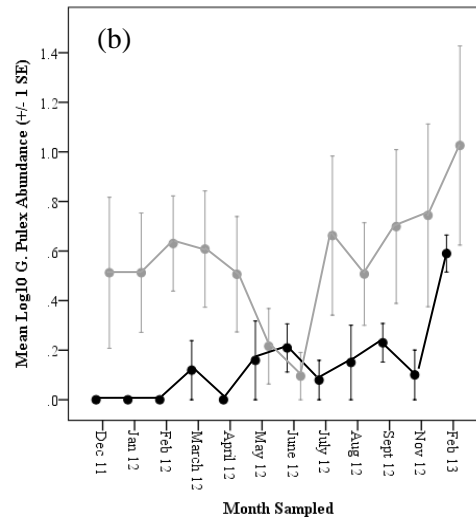 (b)
Mean Log10 G. Pulex Abundance (+/- 1 SE)
1.4
1.2
1.0
.8
.6
.4
.2
.0
Dec 11
Jan 12
Feb 12
March 12
April 12
May 12
June 12
July 12
Aug 12
Sept 12
Nov 12
Feb 13
Month Sampled